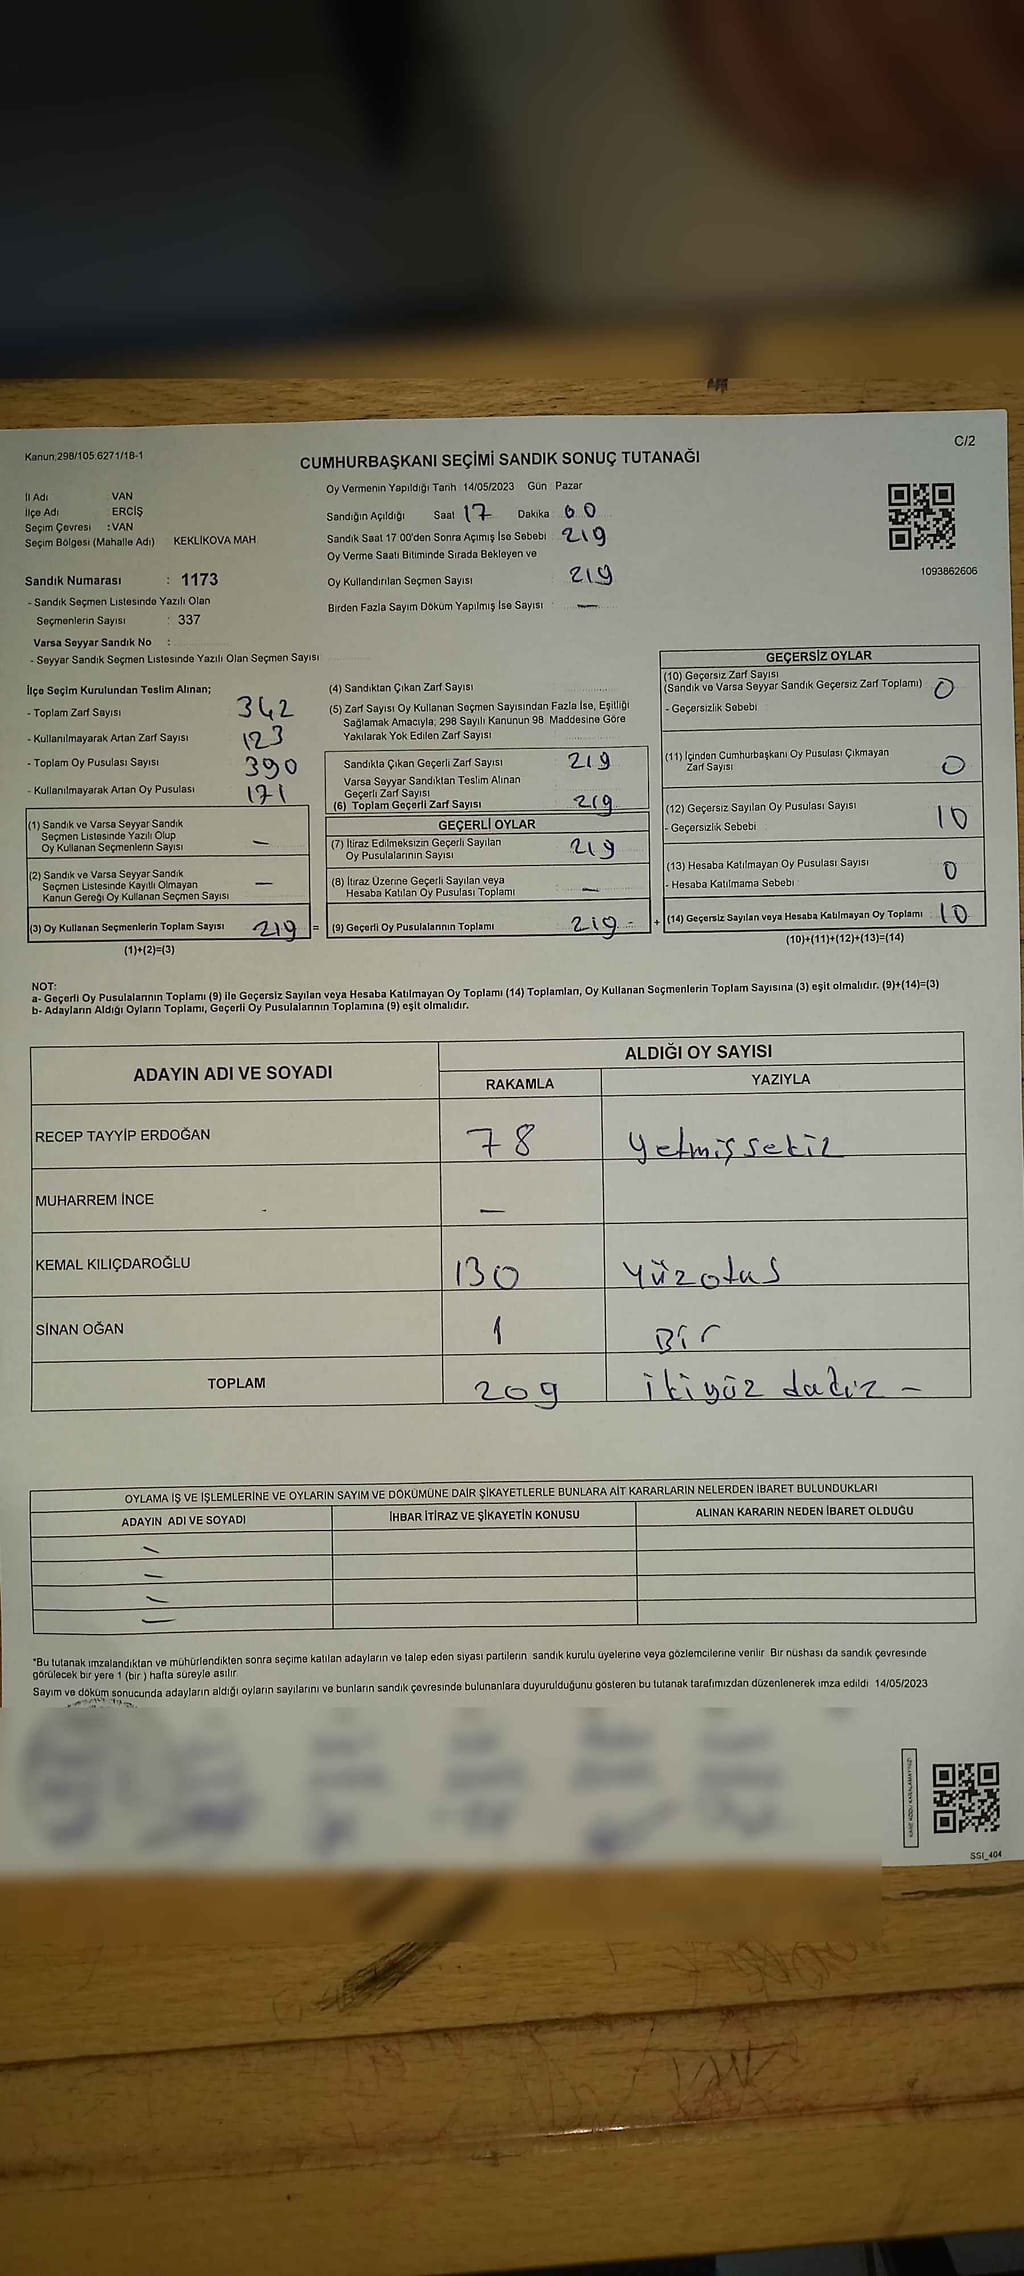 C/2
Kanun,298/105.6271/18-1
CUMHURBAŞKANI SEÇİMİ SANDIK SONUÇ TUTANAĞI
İl Adı VAN
İlçe Adı ERCİŞ
Seçim Çevresi : VAN
Seçim Bölgesi (Mahalle Adı) KEKLİKOVA MAH
Oy Vermenin Yapıldığı Tarih 14/05/2023 Gün Pazar
Sandığın Açıldığı Saat 17 Dakika 00
Sandık Saat 17 00'den Sonra Açımış İse Sebebi 219
Oy Verme Saati Bitiminde Sırada Bekleyen ve
Oy Kullandırılan Seçmen Sayısı 219
Birden Fazla Sayım Döküm Yapılmış İse Sayısı : —
1093862606
Sandık Numarası : 1173
- Sandık Seçmen Listesinde Yazılı Olan
Seçmenlerin Sayısı : 337
Varsa Seyyar Sandık No :
- Seyyar Sandık Seçmen Listesinde Yazılı Olan Seçmen Sayısı
İlçe Seçim Kurulundan Teslim Alınan;
- Toplam Zarf Sayısı 342
- Kullanılmayarak Artan Zarf Sayısı 123
- Toplam Oy Pusulası Sayısı 390
- Kullanılmayarak Artan Oy Pusulası 171
(1) Sandık ve Varsa Seyyar Sandık
Seçmen Listesinde Yazılı Olup
Oy Kullanan Seçmenlerin Sayısı —
(2) Sandık ve Varsa Seyyar Sandık
Seçmen Listesinde Kayıtlı Olmayan
Kanun Gereği Oy Kullanan Seçmen Sayısı —
(3) Oy Kullanan Seçmenlerin Toplam Sayısı 219 =
(1)+(2)=(3)
(4) Sandıktan Çıkan Zarf Sayısı
(5) Zarf Sayısı Oy Kullanan Seçmen Sayısından Fazla İse, Eşitliği
Sağlamak Amacıyla, 298 Sayılı Kanunun 98 Maddesine Göre
Yakılarak Yok Edilen Zarf Sayısı
Sandıkla Çıkan Geçerli Zarf Sayısı 219
Varsa Seyyar Sandıktan Teslim Alınan
Geçerli Zarf Sayısı
(6) Toplam Geçerli Zarf Sayısı 219
GEÇERLİ OYLAR
(7) İtiraz Edilmeksizin Geçerli Sayılan
Oy Pusulalarının Sayısı 219
(8) İtiraz Üzerine Geçerli Sayılan veya
Hesaba Katılan Oy Pusulası Toplamı —
(9) Geçerli Oy Pusulalarının Toplamı 219 - +
GEÇERSİZ OYLAR
(10) Geçersiz Zarf Sayısı
(Sandık ve Varsa Seyyar Sandık Geçersiz Zarf Toplamı) 0
- Geçersizlik Sebebi
(11) İçinden Cumhurbaşkanı Oy Pusulası Çıkmayan
Zarf Sayısı 0
(12) Geçersiz Sayılan Oy Pusulası Sayısı 10
- Geçersizlik Sebebi
(13) Hesaba Katılmayan Oy Pusulası Sayısı 0
- Hesaba Katılmama Sebebi
(14) Geçersiz Sayılan veya Hesaba Katılmayan Oy Toplamı 10
(10)+(11)+(12)+(13)=(14)
NOT:
a- Geçerli Oy Pusulalarının Toplamı (9) ile Geçersiz Sayılan veya Hesaba Katılmayan Oy Toplamı (14) Toplamları, Oy Kullanan Seçmenlerin Toplam Sayısına (3) eşit olmalıdır. (9)+(14)=(3)
b- Adayların Aldığı Oyların Toplamı, Geçerli Oy Pusulalarının Toplamına (9) eşit olmalıdır.
ADAYIN ADI VE SOYADI ALDIĞI OY SAYISI
RAKAMLA YAZIYLA
RECEP TAYYİP ERDOĞAN 78 yetmişsekiz
MUHARREM İNCE —
KEMAL KILIÇDAROĞLU 130 Yüzotus
SİNAN OĞAN 1 Bir
TOPLAM 209 ikiyüz dokuz -
OYLAMA İŞ VE İŞLEMLERİNE VE OYLARIN SAYIM VE DÖKÜMÜNE DAİR ŞİKAYETLERLE BUNLARA AİT KARARLARIN NELERDEN İBARET BULUNDUKLARI
ADAYIN ADI VE SOYADI İHBAR İTİRAZ VE ŞİKAYETİN KONUSU ALINAN KARARIN NEDEN İBARET OLDUĞU
—
—
—
—
*Bu tutanak imzalandıktan ve mühürlendikten sonra seçime katılan adayların ve talep eden siyasi partilerin sandık kurulu üyelerine veya gözlemcilerine verilir Bir nüshası da sandık çevresinde
görülecek bir yere 1 (bir ) hafta süreyle asılır
Sayım ve döküm sonucunda adayların aldığı oyların sayılarını ve bunların sandık çevresinde bulunanlara duyurulduğunu gösteren bu tutanak tarafımızdan düzenlenerek imza edildi 14/05/2023
SSI_404